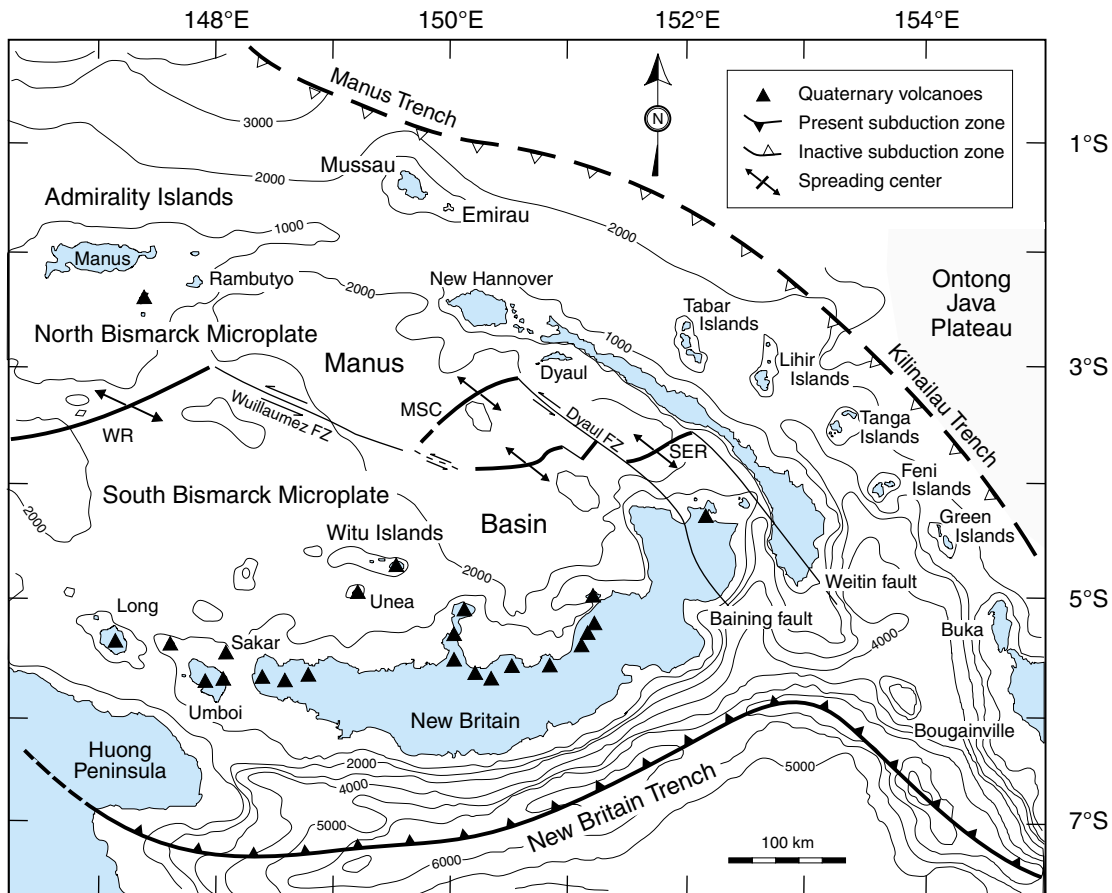 148°E
150°E
152°E
154°E
Manus Trench
N
Quaternary volcanoes
Present subduction zone
Inactive subduction zone
Spreading center
1°S
3000
2000
Mussau
Emirau
Admirality Islands
1000
2000
Manus
Rambutyo
2000
New Hannover
Tabar
Islands
Ontong
Java
Plateau
North Bismarck Microplate
Manus
1000
Dyaul
Lihir
Islands
Kilinailau Trench
3°S
Wuillaumez FZ
MSC
Dyaul FZ
WR
SER
Tanga
Islands
South Bismarck Microplate
2000
Basin
Feni
Islands
Witu Islands
Green
Islands
2000
Unea
Weitin fault
Baining fault
5°S
Long
Sakar
4000
Buka
Umboi
New Britain
Bougainville
Huong
Peninsula
2000
4000
5000
5000
New Britain Trench
6000
7°S
100 km